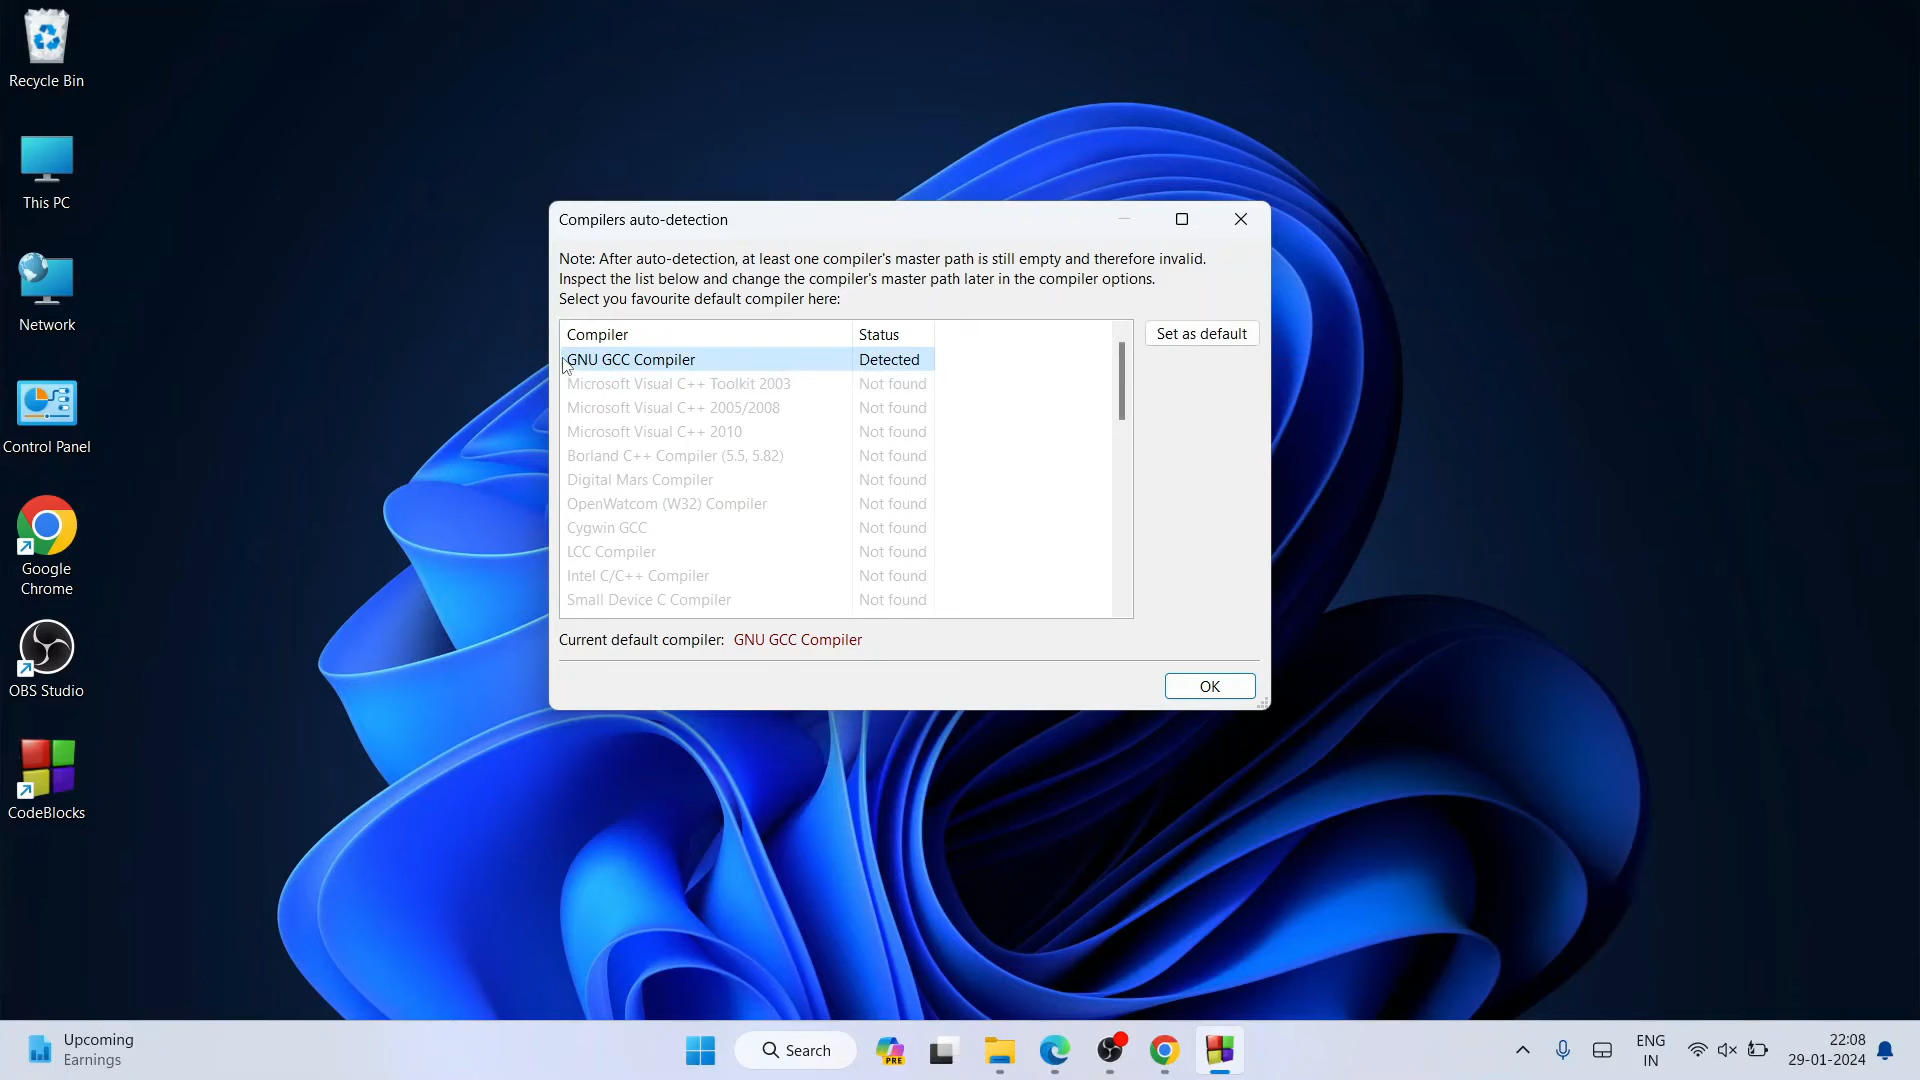 Recycle Bin
This PC
Network
Control Panel
Google
Chrome
OBS Studio
CodeBlocks
Compilers auto-detection
Note: After auto-detection, at least one compiler's master path is still empty and therefore invalid.
Inspect the list below and change the compiler's master path later in the compiler options.
Select you favourite default compiler here:
Compiler Status
GNU GCC Compiler Detected
Microsoft Visual C++ Toolkit 2003 Not found
Microsoft Visual C++ 2005/2008 Not found
Microsoft Visual C++ 2010 Not found
Borland C++ Compiler (5.5, 5.82) Not found
Digital Mars Compiler Not found
OpenWatcom (W32) Compiler Not found
Cygwin GCC Not found
LCC Compiler Not found
Intel C/C++ Compiler Not found
Small Device C Compiler Not found
Set as default
Current default compiler: GNU GCC Compiler
OK
Upcoming
Earnings
Search
PRE
ENG
IN
22:08
29-01-2024